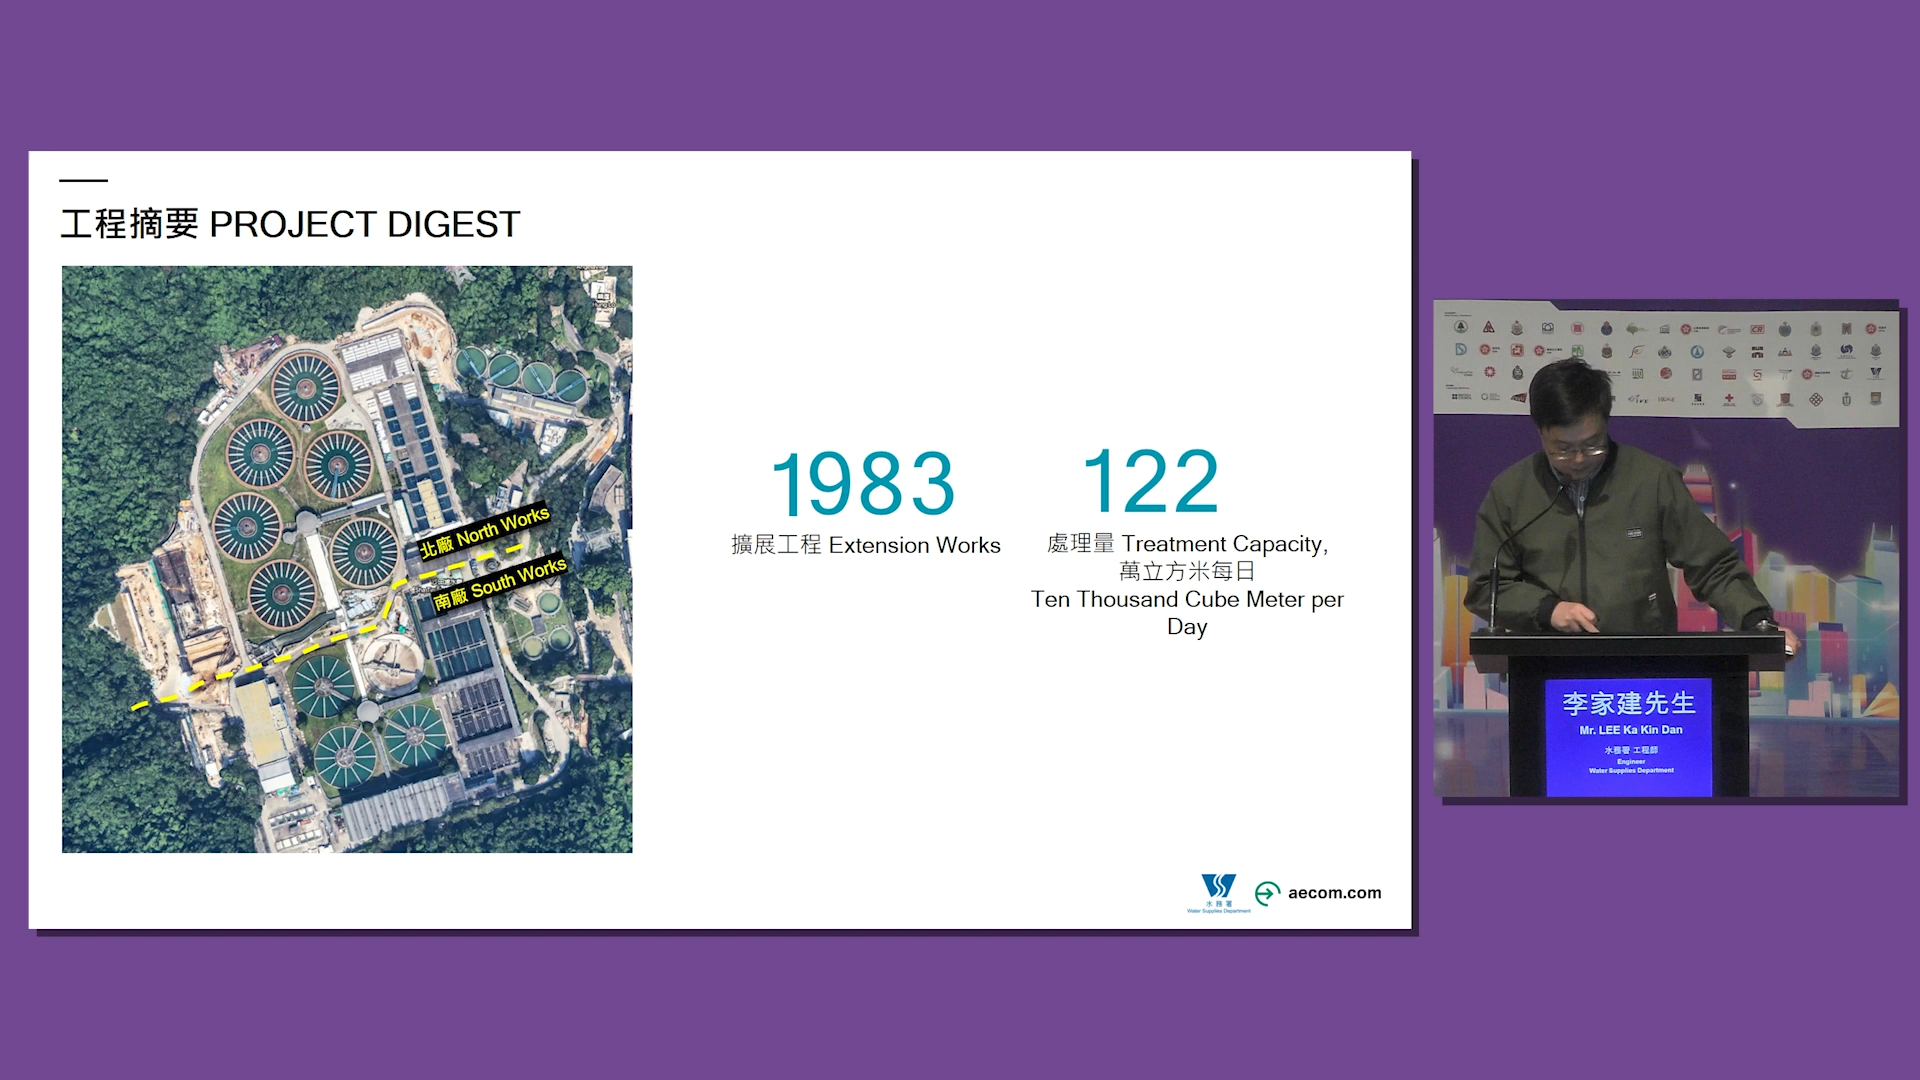 工程摘要 PROJECT DIGEST
北廠 North Works
南廠 South Works
1983
擴展工程 Extension Works
122
處理量 Treatment Capacity,
萬立方米每日
Ten Thousand Cube Meter per
Day
水務署
Water Supplies Department
aecom.com
李家建先生
Mr. LEE Ka Kin Dan
水務署 工程師
Engineer
Water Supplies Department